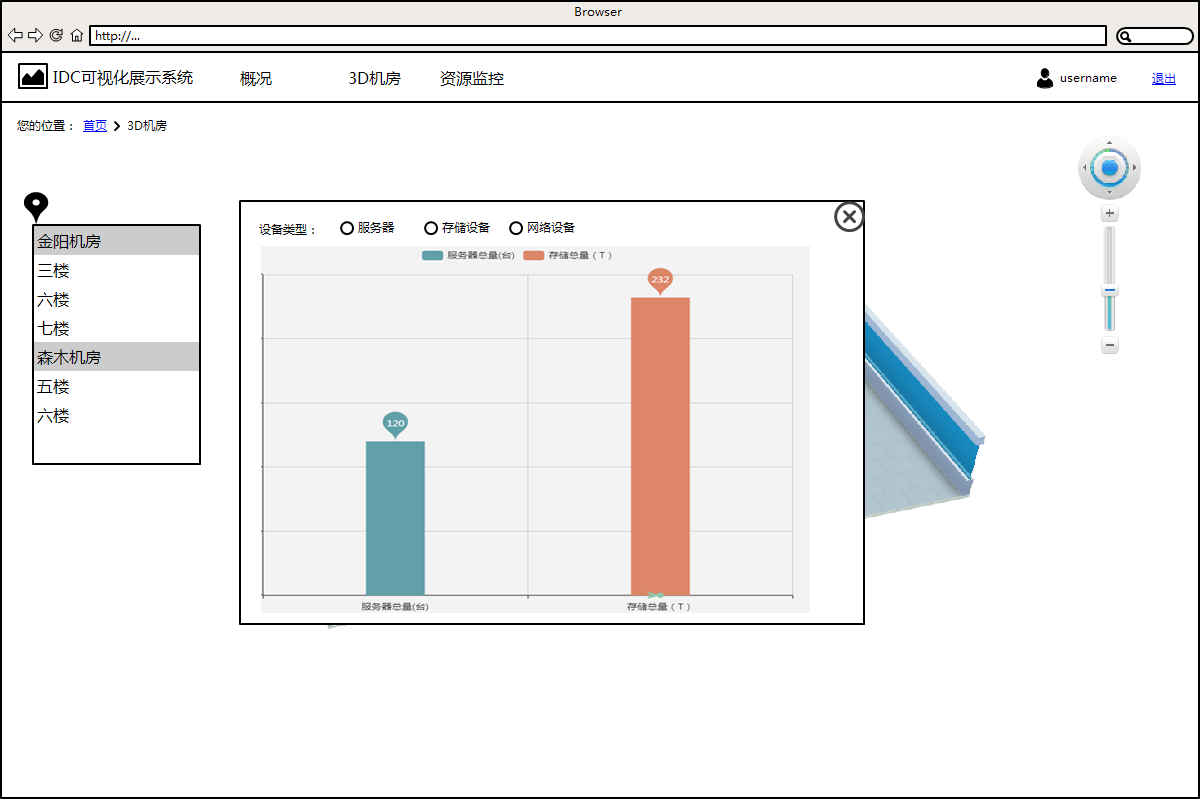 Browser
http://...
IDC可视化展示系统 概况 3D机房 资源监控 username 退出
您的位置： 首页 3D机房
金阳机房
三楼
六楼
七楼
森木机房
五楼
六楼
设备类型： 服务器 存储设备 网络设备
服务器总量(台) 存储总量（T）
232
120
服务器总量(台) 存储总量（T）